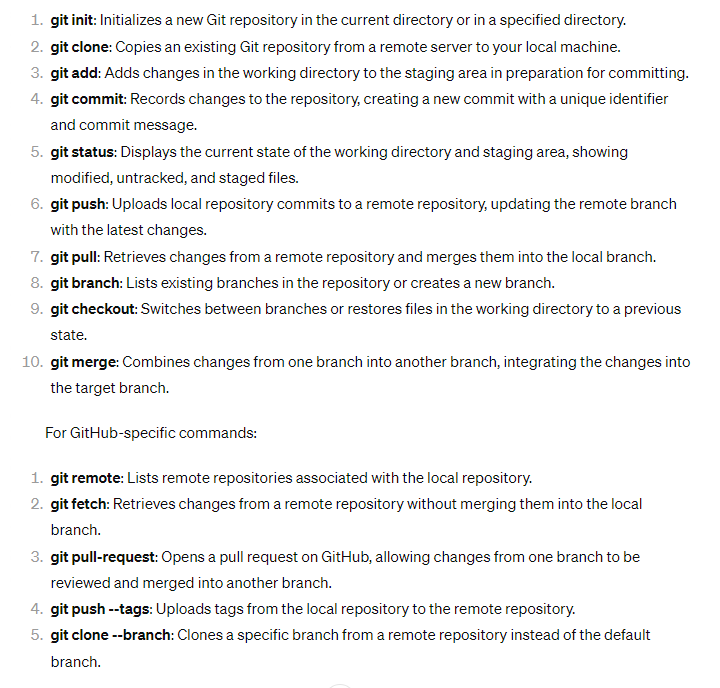 1. git init: Initializes a new Git repository in the current directory or in a specified directory.
2. git clone: Copies an existing Git repository from a remote server to your local machine.
3. git add: Adds changes in the working directory to the staging area in preparation for committing.
4. git commit: Records changes to the repository, creating a new commit with a unique identifier
and commit message.
5. git status: Displays the current state of the working directory and staging area, showing
modified, untracked, and staged files.
6. git push: Uploads local repository commits to a remote repository, updating the remote branch
with the latest changes.
7. git pull: Retrieves changes from a remote repository and merges them into the local branch.
8. git branch: Lists existing branches in the repository or creates a new branch.
9. git checkout: Switches between branches or restores files in the working directory to a previous
state.
10. git merge: Combines changes from one branch into another branch, integrating the changes into
the target branch.
For GitHub-specific commands:
1. git remote: Lists remote repositories associated with the local repository.
2. git fetch: Retrieves changes from a remote repository without merging them into the local
branch.
3. git pull-request: Opens a pull request on GitHub, allowing changes from one branch to be
reviewed and merged into another branch.
4. git push --tags: Uploads tags from the local repository to the remote repository.
5. git clone --branch: Clones a specific branch from a remote repository instead of the default
branch.